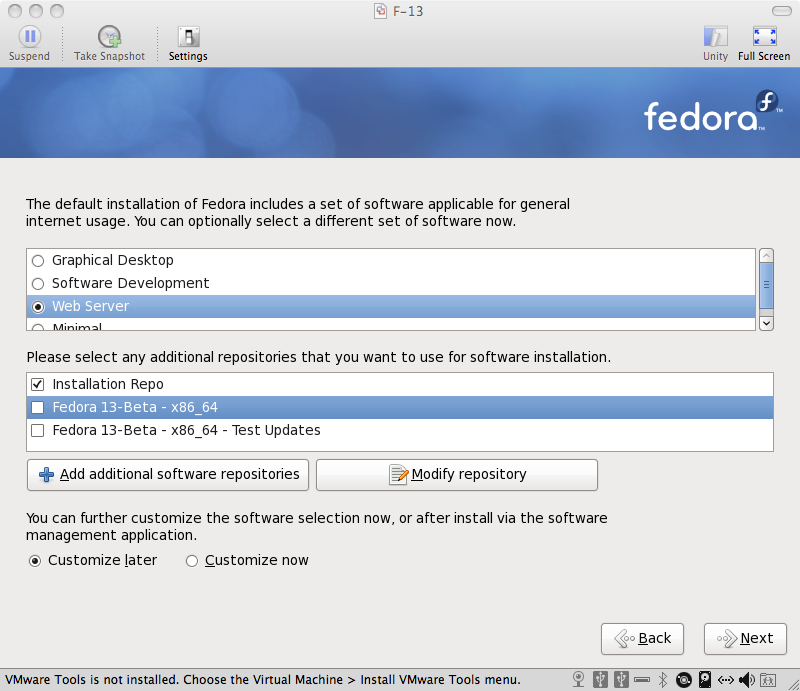 F-13
Suspend
Take Snapshot
Settings
Unity
Full Screen
fedora™
The default installation of Fedora includes a set of software applicable for general
internet usage. You can optionally select a different set of software now.
Graphical Desktop
Software Development
Web Server
Minimal
Please select any additional repositories that you want to use for software installation.
Installation Repo
Fedora 13-Beta - x86_64
Fedora 13-Beta - x86_64 - Test Updates
Add additional software repositories
Modify repository
You can further customize the software selection now, or after install via the software
management application.
Customize later
Customize now
Back
Next
VMware Tools is not installed. Choose the Virtual Machine > Install VMware Tools menu.